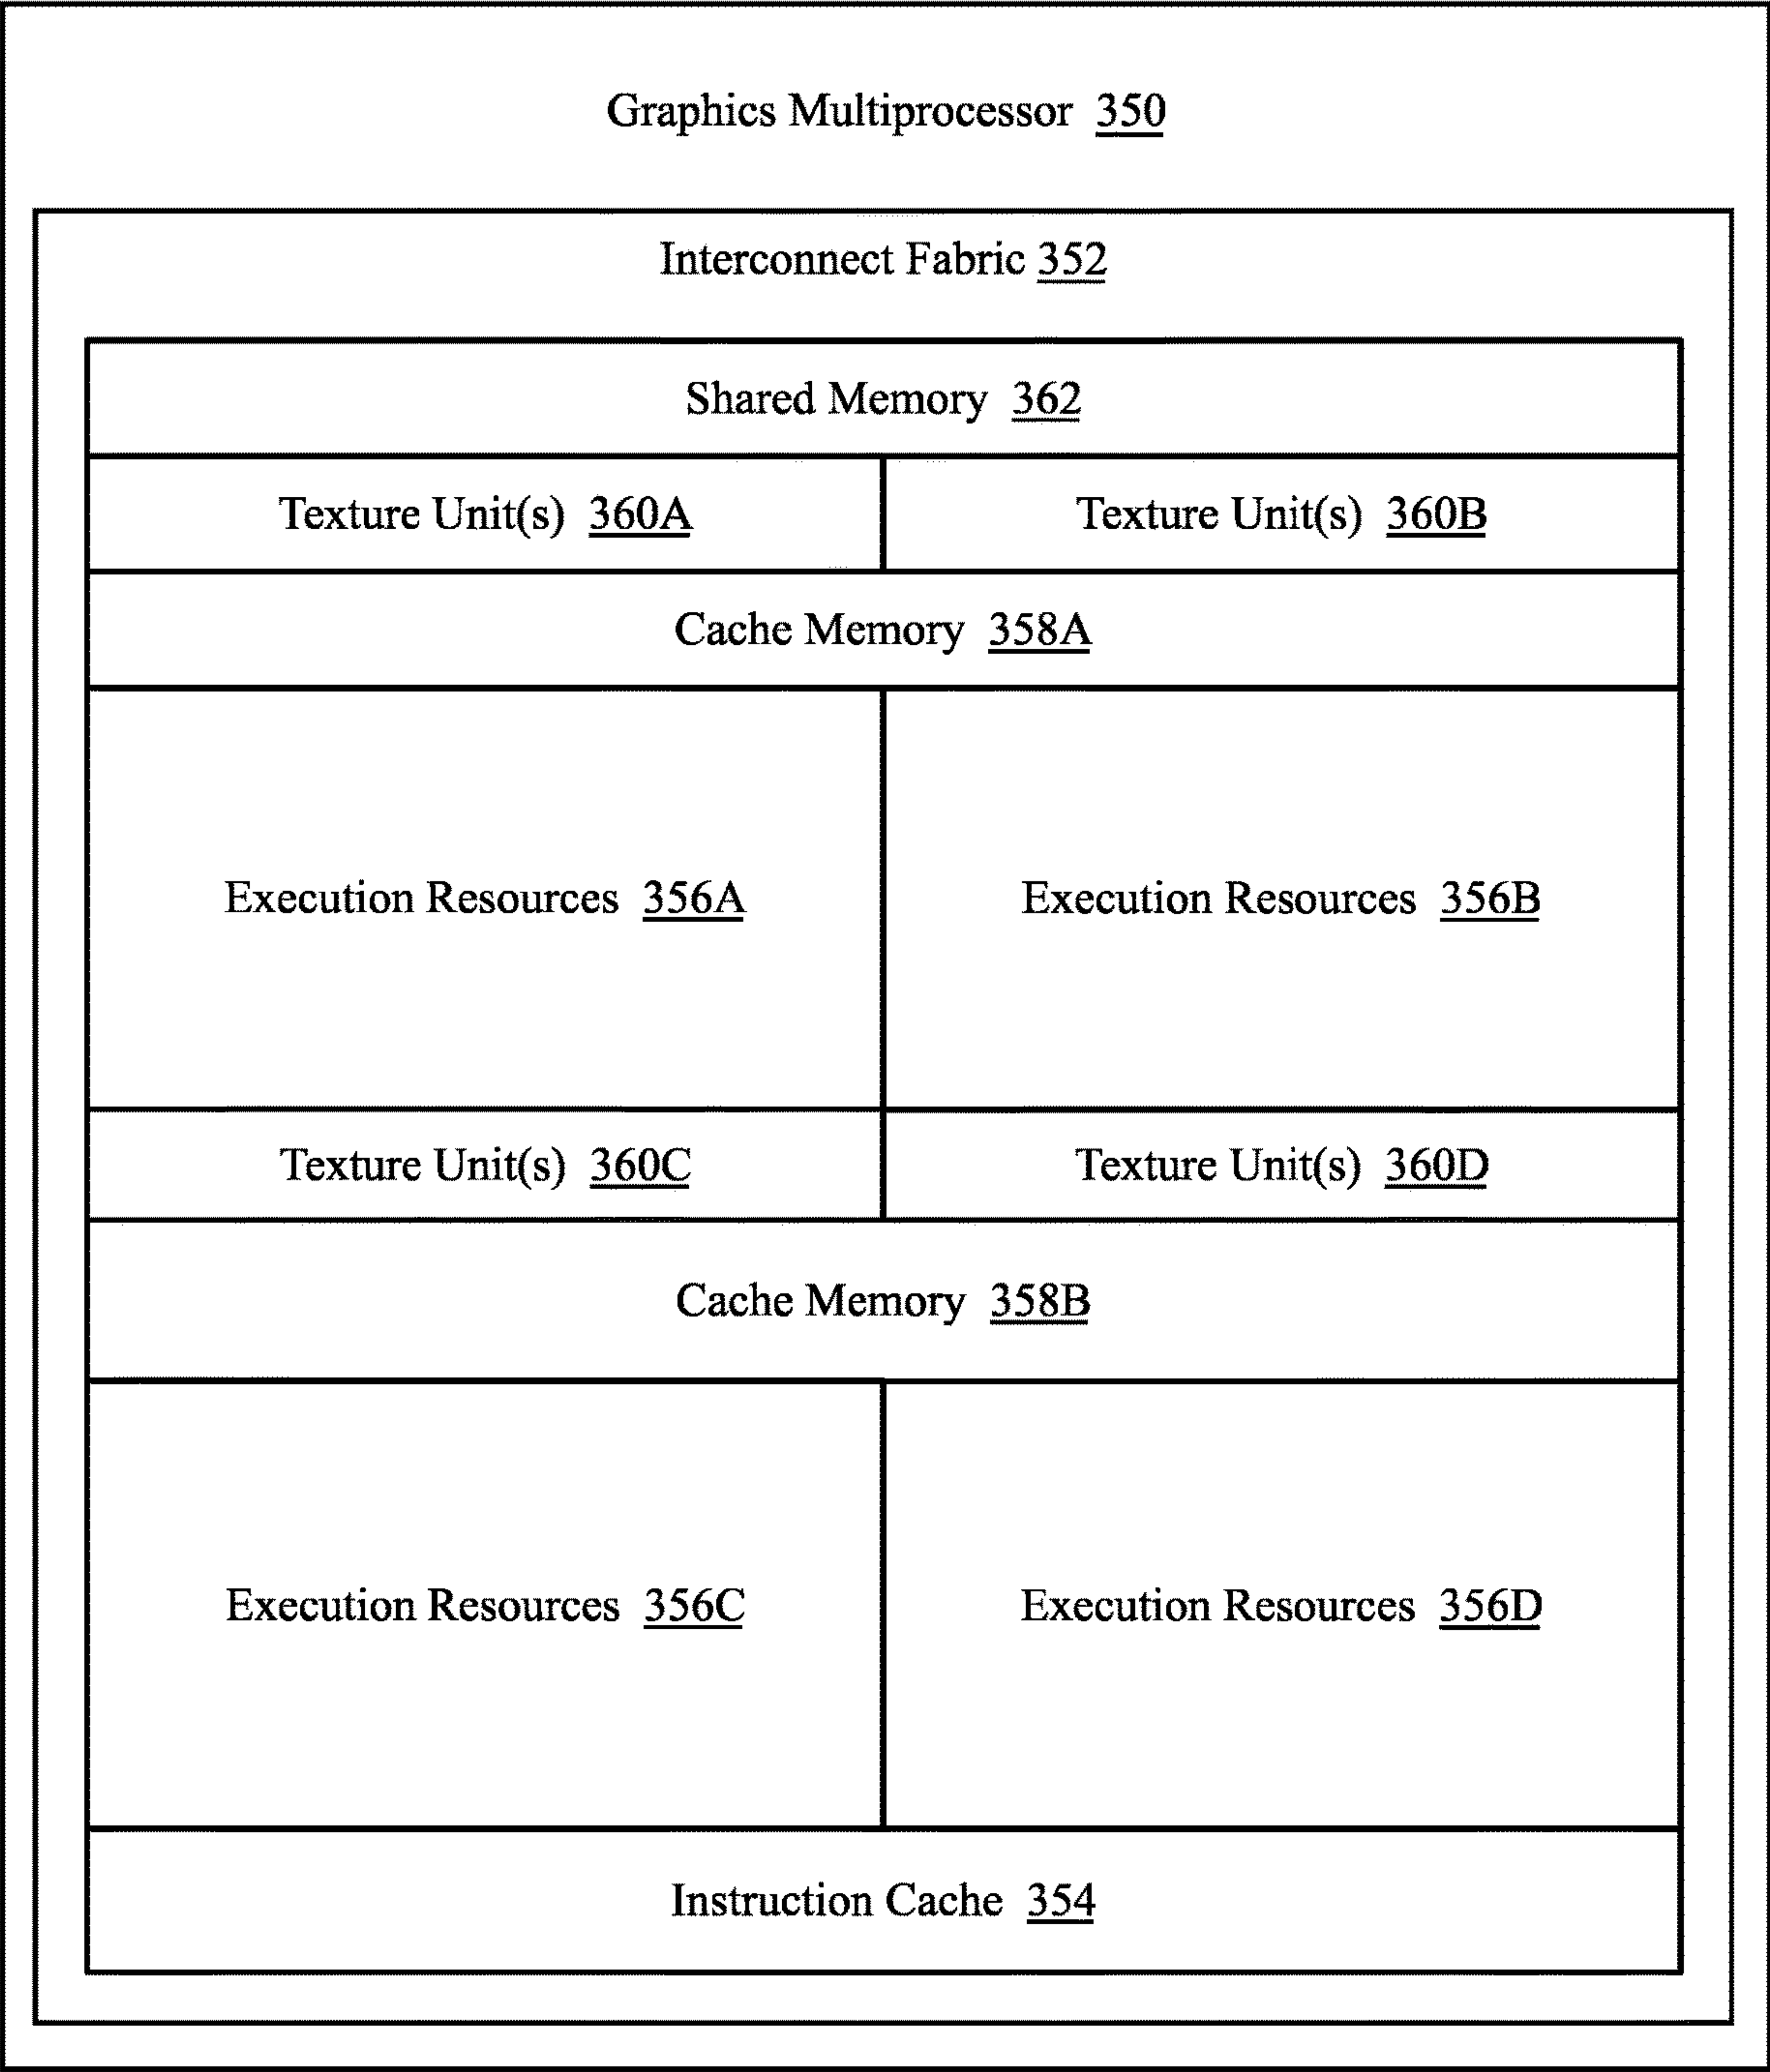 Graphics Multiprocessor 350
Interconnect Fabric 352
Shared Memory 362
Texture Unit(s) 360A
Texture Unit(s) 360B
Cache Memory 358A
Execution Resources 356A
Execution Resources 356B
Texture Unit(s) 360C
Texture Unit(s) 360D
Cache Memory 358B
Execution Resources 356C
Execution Resources 356D
Instruction Cache 354